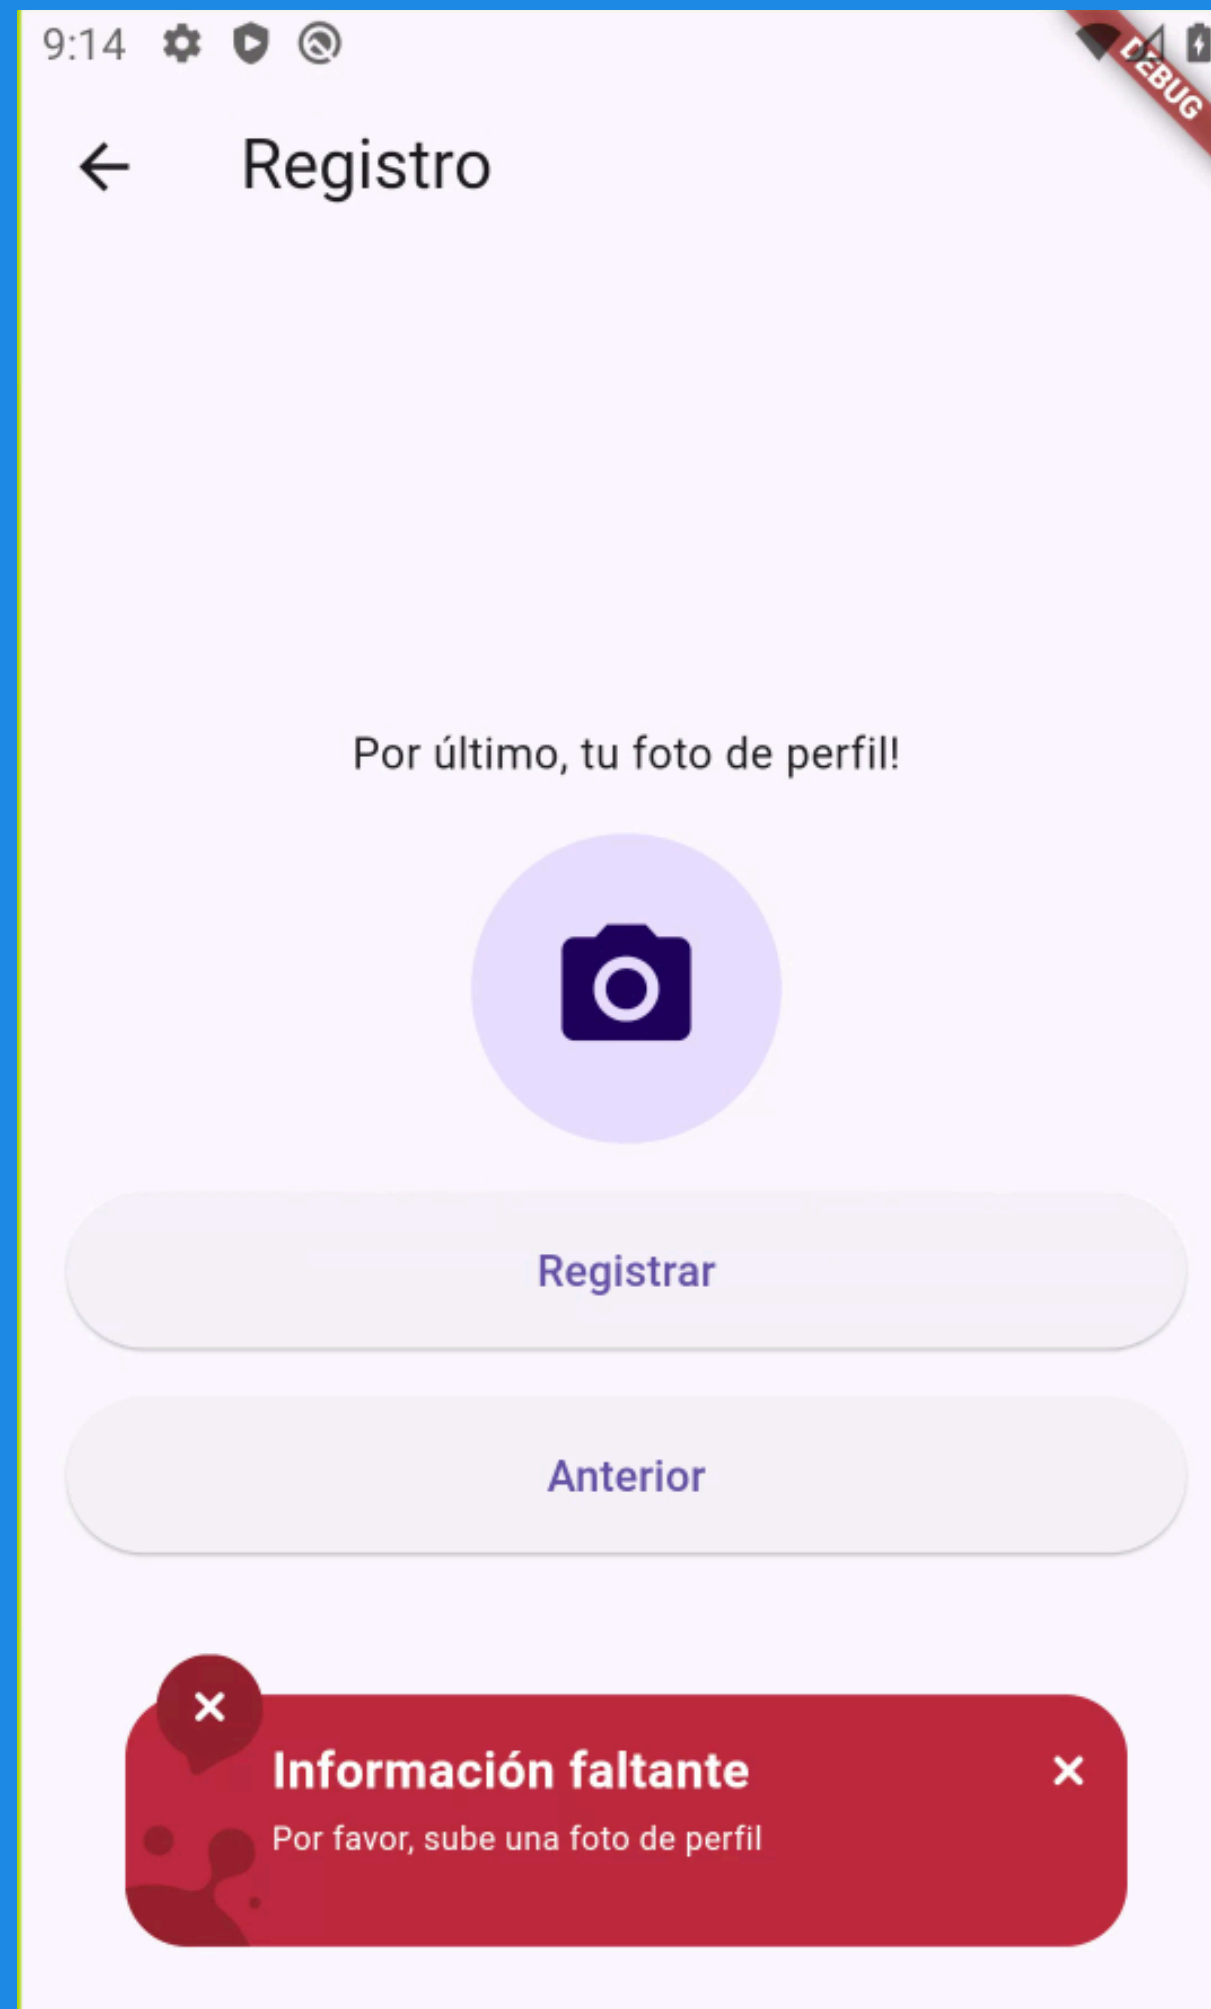 9:14
DEBUG
Registro
Por último, tu foto de perfil!
Registrar
Anterior
Información faltante
Por favor, sube una foto de perfil